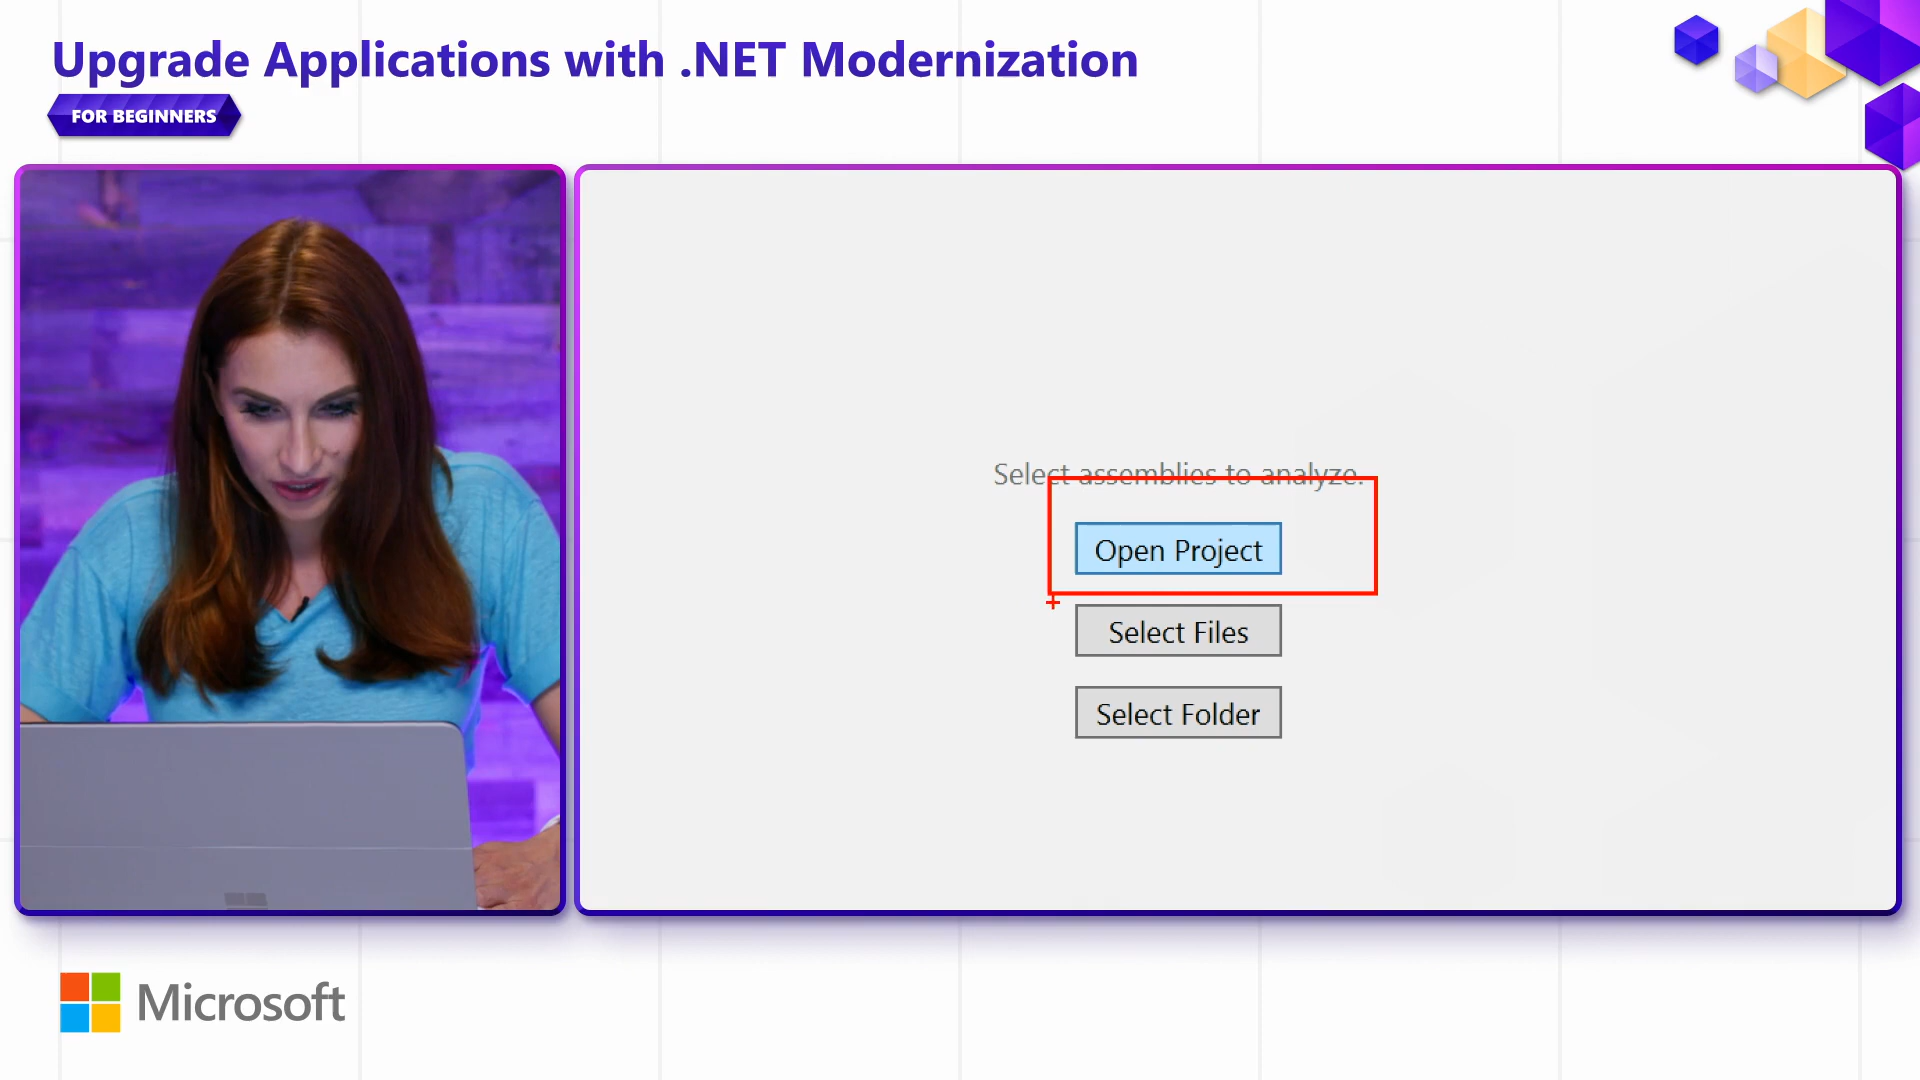 Upgrade Applications with .NET Modernization
FOR BEGINNERS
Select assemblies to analyze.
Open Project
Select Files
Select Folder
Microsoft